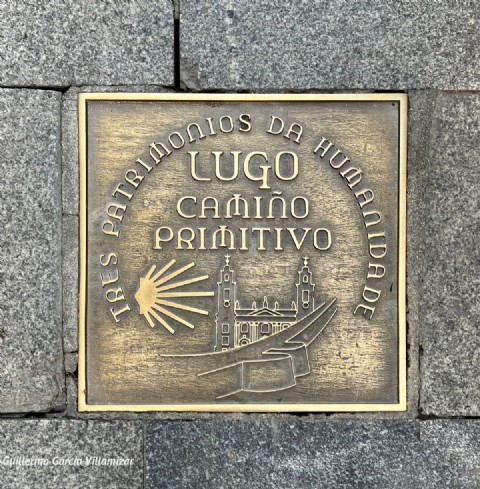 TRES PATRIMONIOS DA HUMANIDADE
LUGO
CAMIÑO
PRIMITIVO
Guillermo García Villamizar